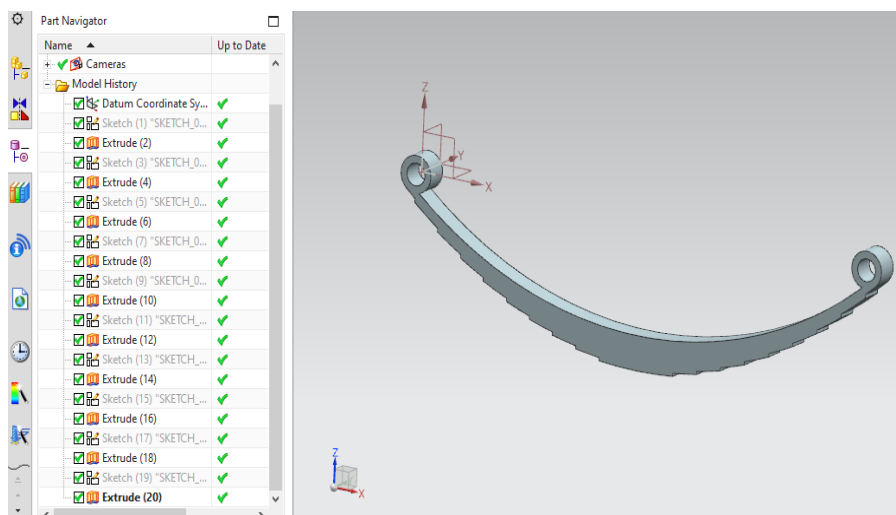 Part Navigator
Name Up to Date
Cameras
Model History
Datum Coordinate Sy...
Sketch (1) "SKETCH_0...
Extrude (2)
Sketch (3) "SKETCH_0...
Extrude (4)
Sketch (5) "SKETCH_0...
Extrude (6)
Sketch (7) "SKETCH_0...
Extrude (8)
Sketch (9) "SKETCH_0...
Extrude (10)
Sketch (11) "SKETCH_...
Extrude (12)
Sketch (13) "SKETCH_...
Extrude (14)
Sketch (15) "SKETCH_...
Extrude (16)
Sketch (17) "SKETCH_...
Extrude (18)
Sketch (19) "SKETCH_...
Extrude (20)
Z
Y
X
Z
X